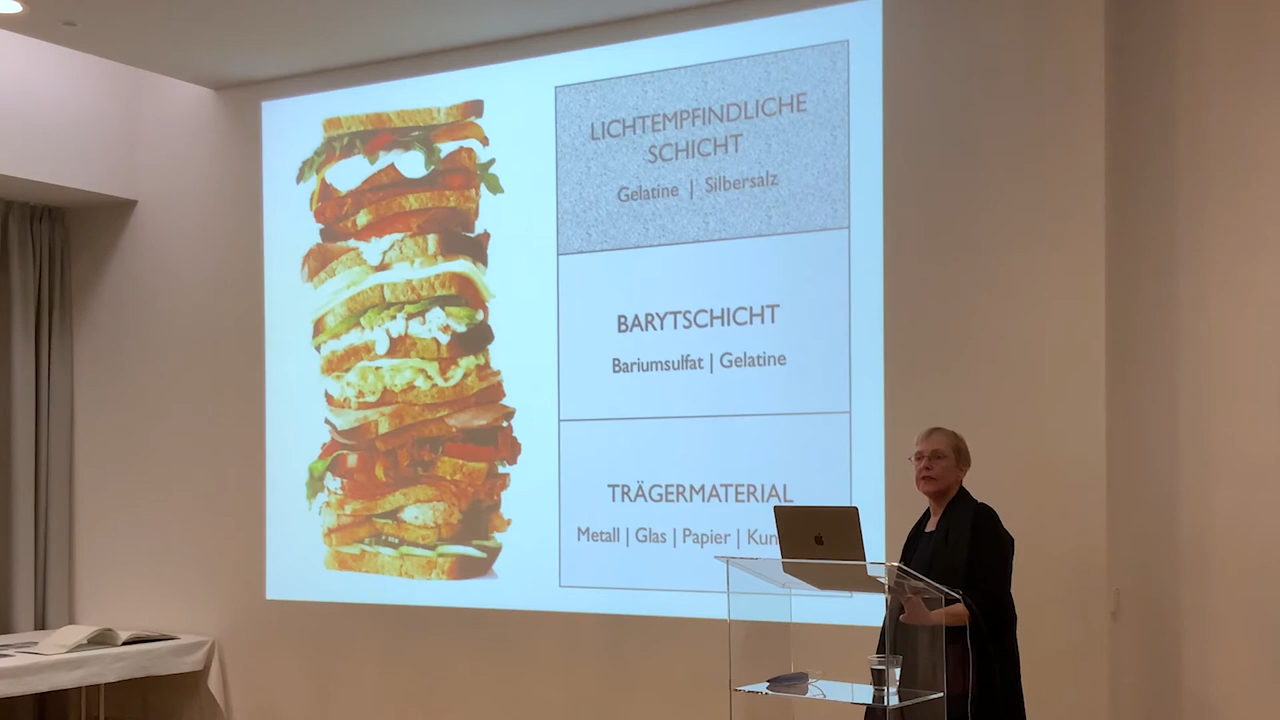 LICHTEMPFINDLICHE
SCHICHT
Gelatine | Silbersalz
BARYTSCHICHT
Bariumsulfat | Gelatine
TRÄGERMATERIAL
Metall | Glas | Papier |